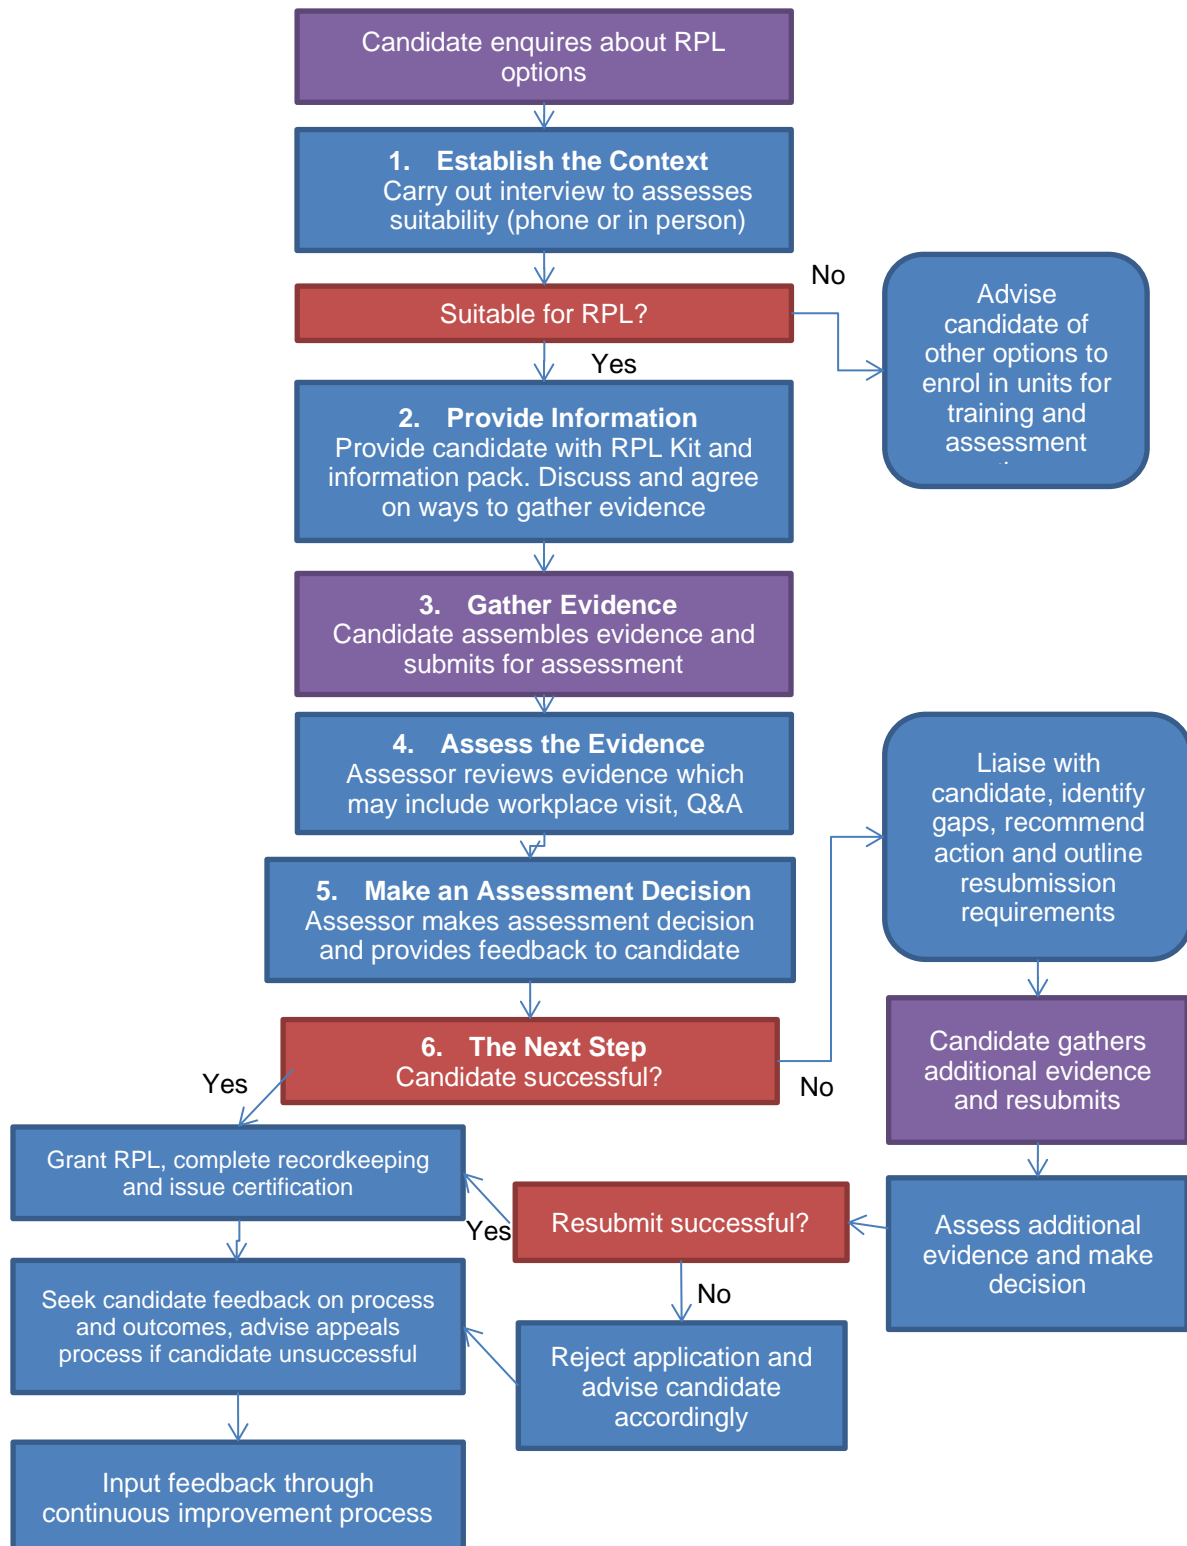 Candidate enquires about RPL
options
1. Establish the Context
Carry out interview to assesses
suitability (phone or in person)
No
Suitable for RPL?
Advise
candidate of
other options to
enrol in units for
training and
assessment
Yes
2. Provide Information
Provide candidate with RPL Kit and
information pack. Discuss and agree
on ways to gather evidence
3. Gather Evidence
Candidate assembles evidence and
submits for assessment
4. Assess the Evidence
Assessor reviews evidence which
may include workplace visit, Q&A
5. Make an Assessment Decision
Assessor makes assessment decision
and provides feedback to candidate
6. The Next Step
Candidate successful?
Yes
No
Liaise with
candidate, identify
gaps, recommend
action and outline
resubmission
requirements
Candidate gathers
additional evidence
and resubmits
Assess additional
evidence and make
decision
Resubmit successful?
Yes
No
Grant RPL, complete recordkeeping
and issue certification
Reject application and
advise candidate
accordingly
Seek candidate feedback on process
and outcomes, advise appeals
process if candidate unsuccessful
Input feedback through
continuous improvement process